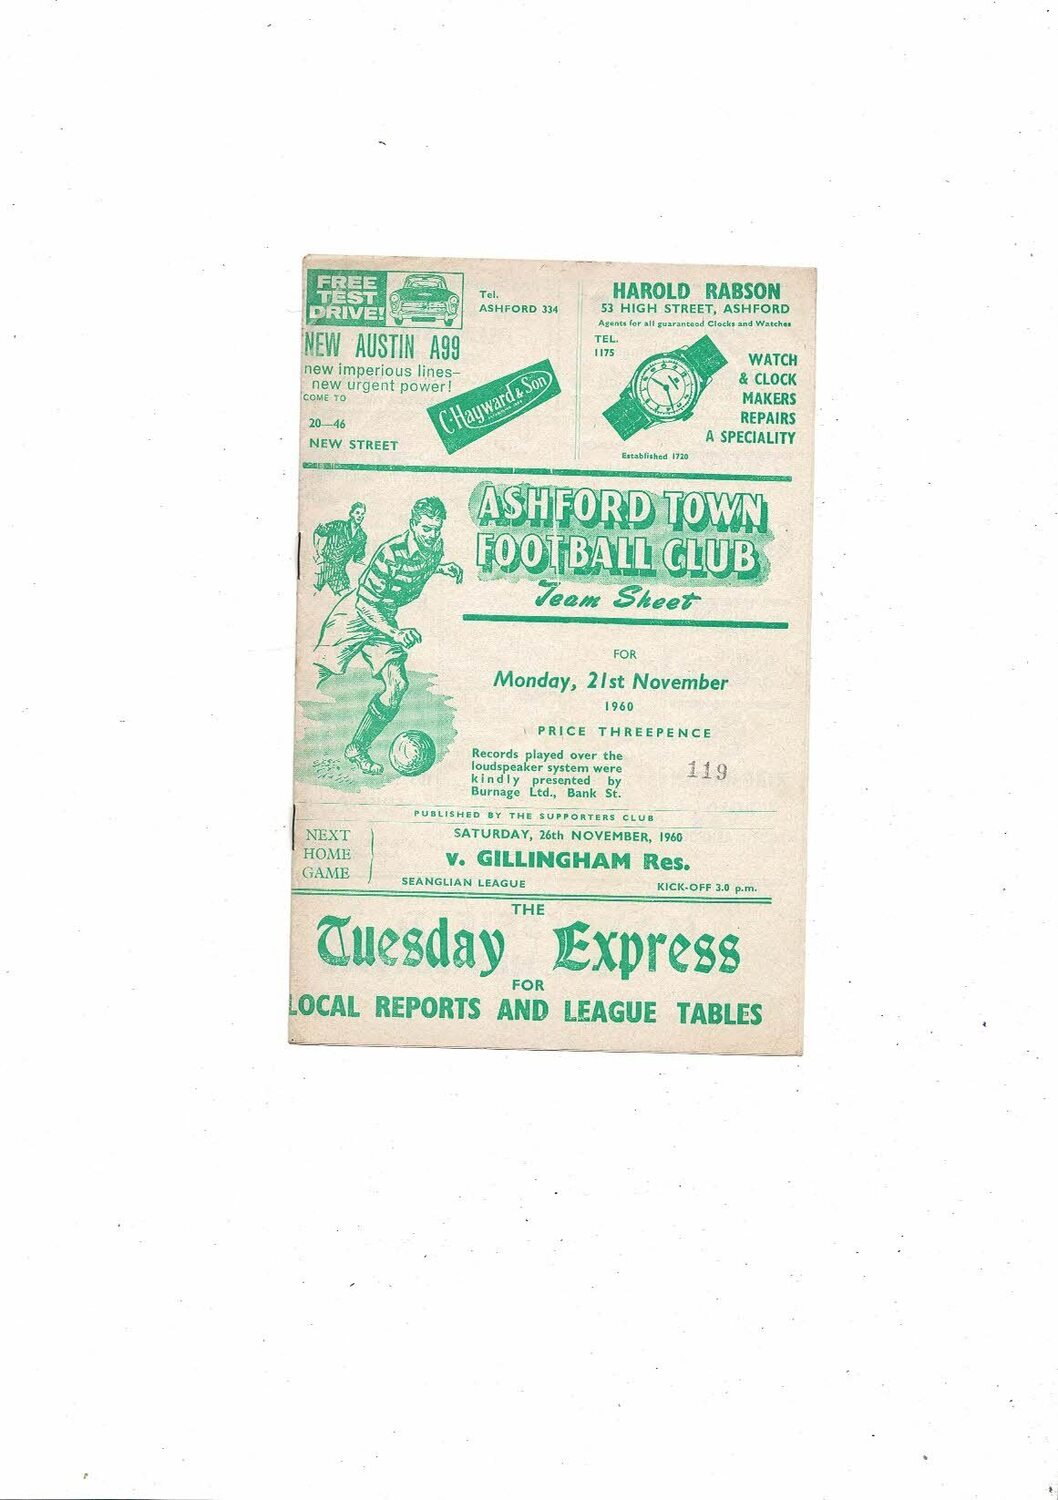 FREE
TEST
DRIVE!
NEW AUSTIN A99
new imperious lines—
new urgent power!
COME TO
20—46
NEW STREET
Tel.
ASHFORD 334
C. Hayward & Son
HAROLD RABSON
53 HIGH STREET, ASHFORD
Agents for all guaranteed Clocks and Watches
TEL.
1175
WATCH
& CLOCK
MAKERS
REPAIRS
A SPECIALITY
Established 1720
ASHFORD TOWN
FOOTBALL CLUB
Team Sheet
FOR
Monday, 21st November
1960
PRICE THREEPENCE
Records played over the
loudspeaker system were
kindly presented by
Burnage Ltd., Bank St.
119
PUBLISHED BY THE SUPPORTERS CLUB
NEXT
HOME
GAME
SATURDAY, 26th NOVEMBER, 1960
v. GILLINGHAM Res.
SEANGLIAN LEAGUE KICK-OFF 3.0 p.m.
THE
Tuesday Express
FOR
LOCAL REPORTS AND LEAGUE TABLES